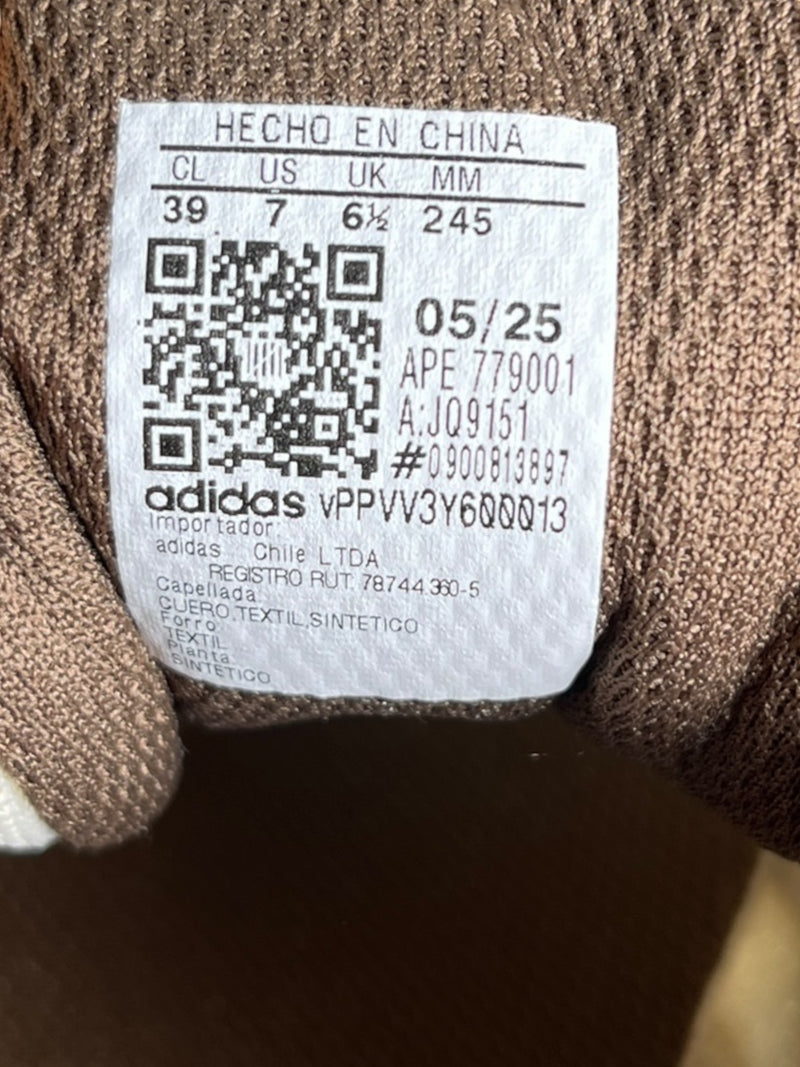 HECHO EN CHINA
CL US UK MM
39 7 6½ 245
05/25
APE 779001
A:JQ9151
#0900813897
adidas vPPVV3Y600013
Importador
adidas Chile LTDA
REGISTRO RUT. 78744.360-5
Capellada
CUERO,TEXTIL,SINTETICO
Forro
TEXTIL
Planta
SINTETICO